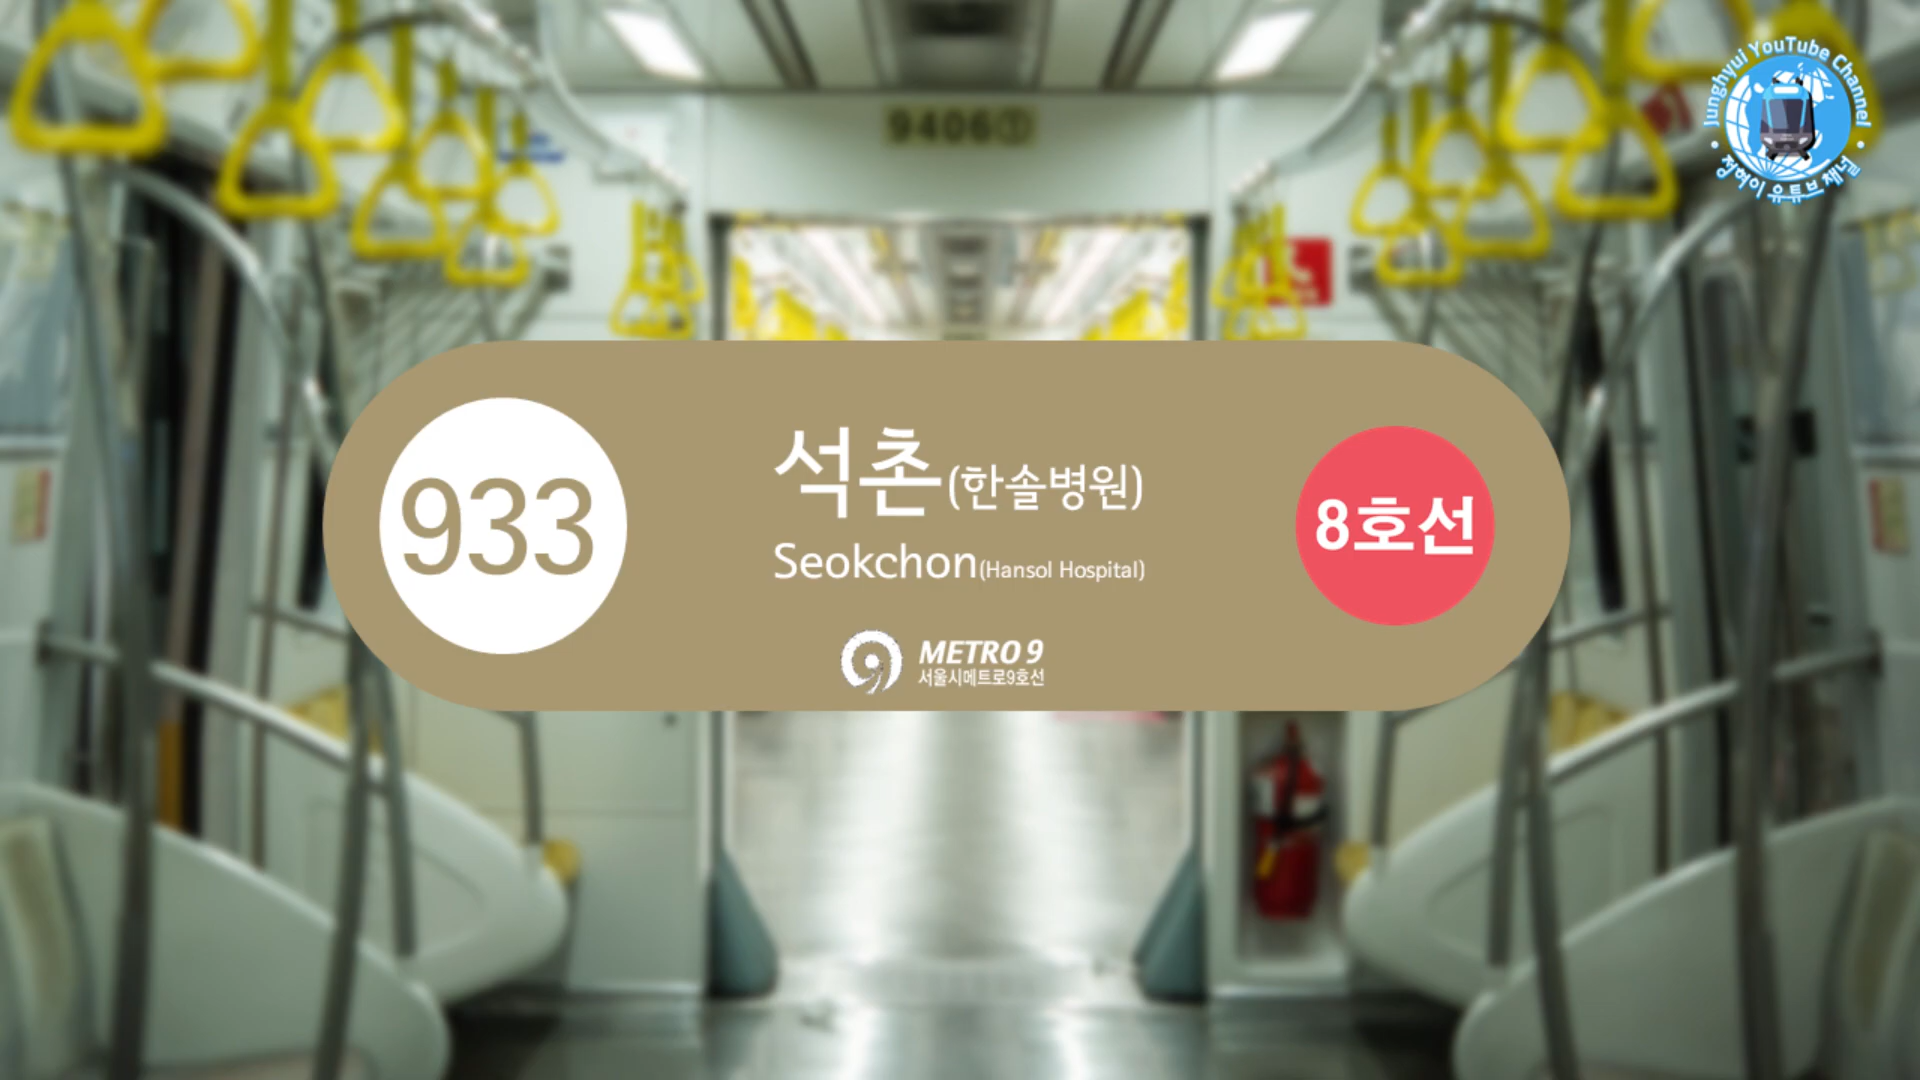 Junghyui YouTube Channel
정혁이 유튜브 채널
9406
933
석촌(한솔병원)
Seokchon(Hansol Hospital)
8호선
METRO 9
서울시메트로9호선